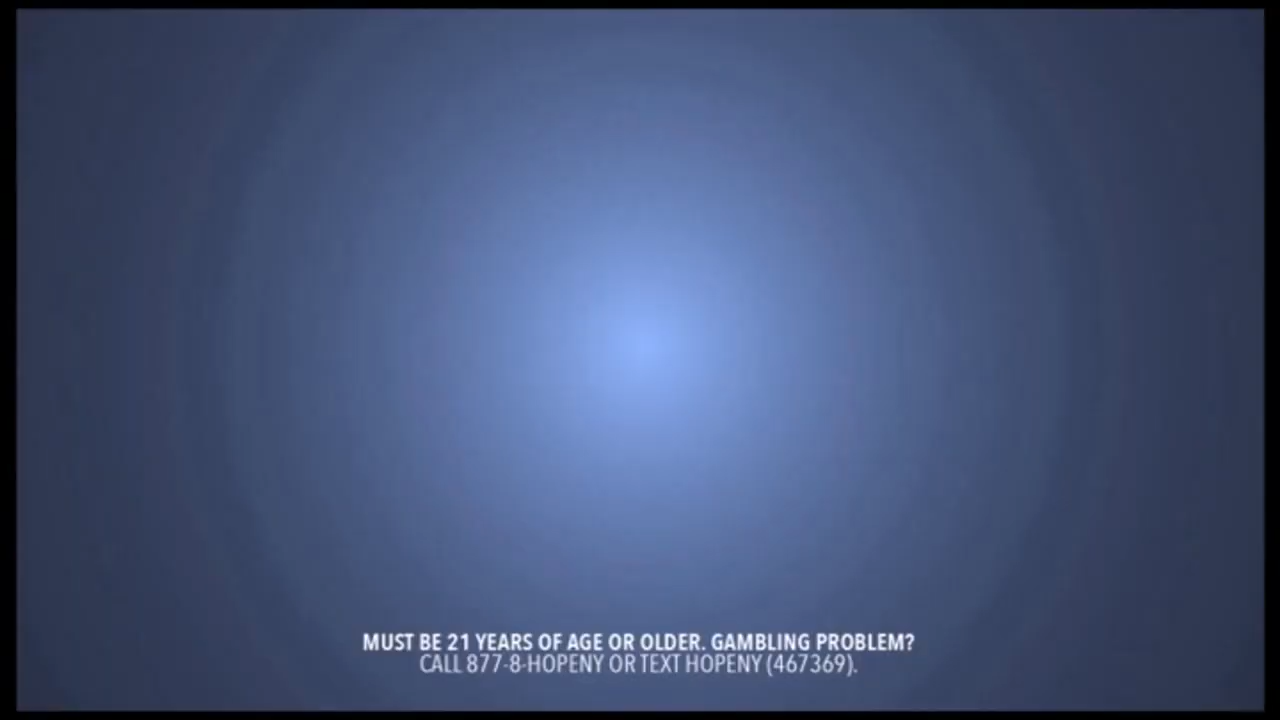 MUST BE 21 YEARS OF AGE OR OLDER. GAMBLING PROBLEM?
CALL 877-8-HOPENY OR TEXT HOPENY (467369).